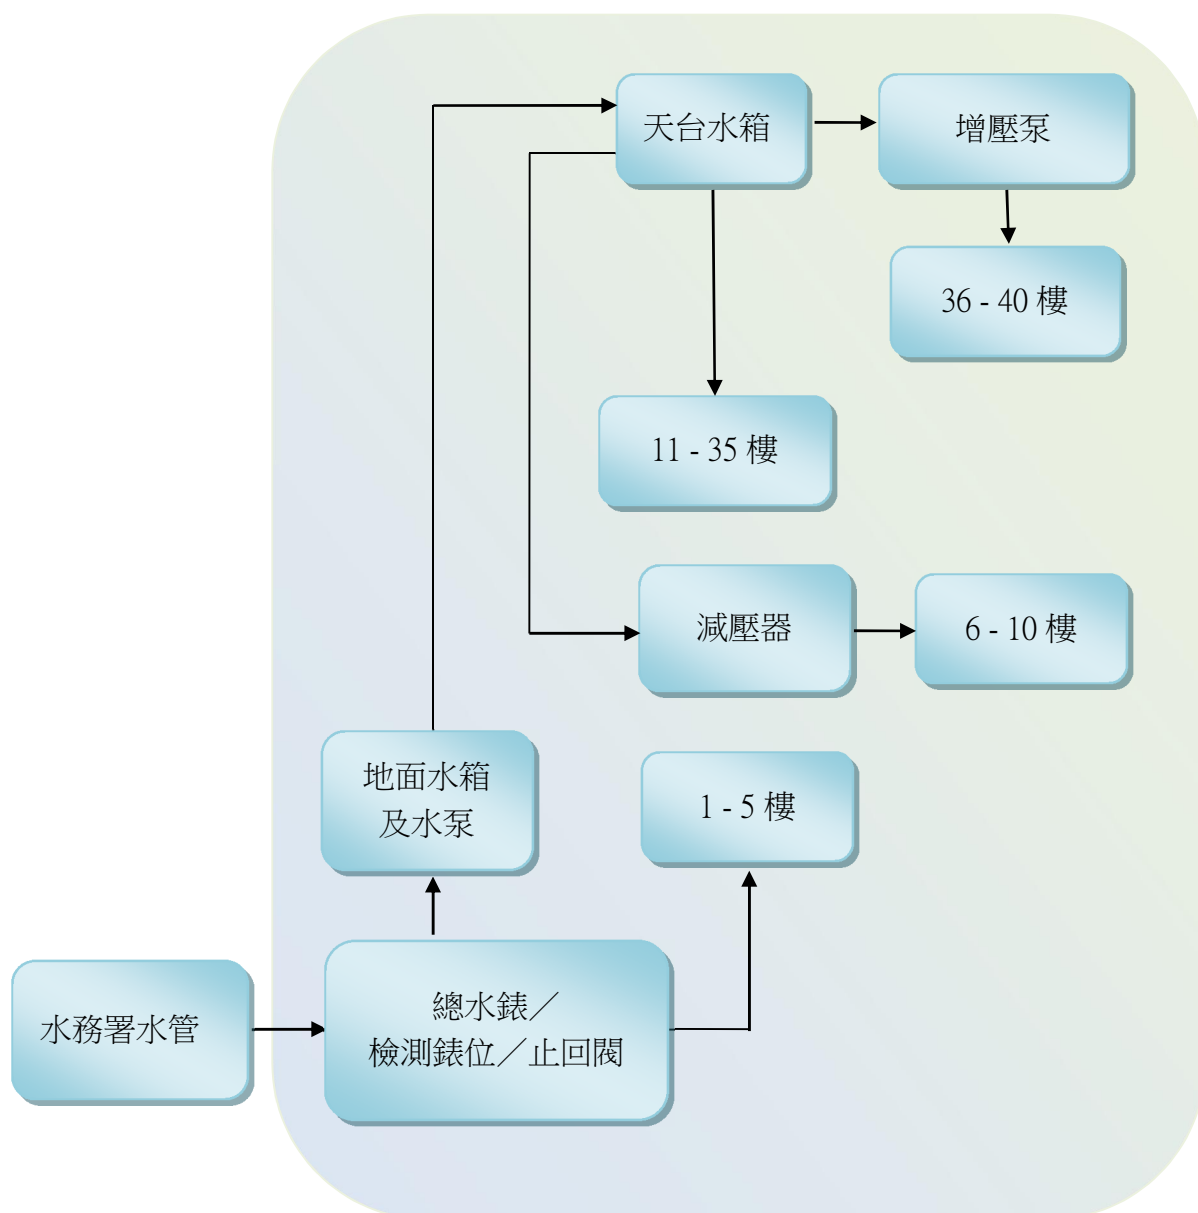 天台水箱
增壓泵
36 - 40 樓
11 - 35 樓
減壓器
6 - 10 樓
地面水箱
及水泵
1 - 5 樓
水務署水管
總水錶／
檢測錶位／止回閥